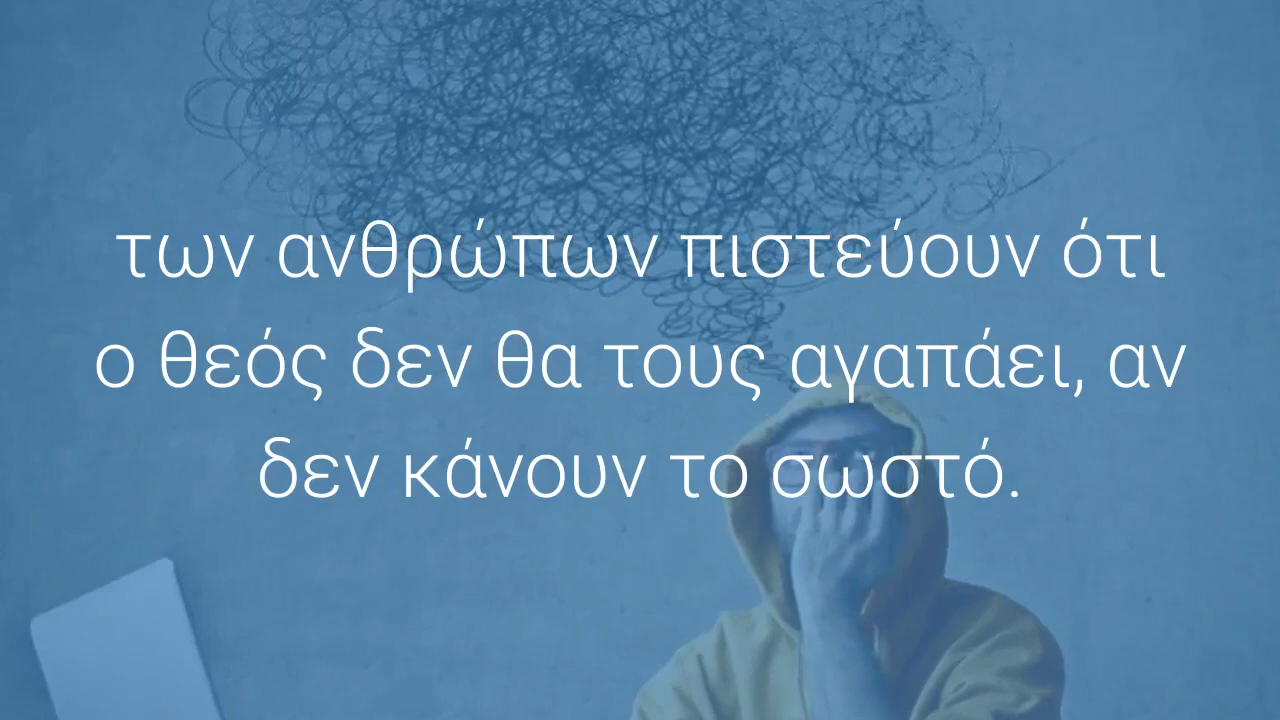 των ανθρώπων πιστεύουν ότι
ο θεός δεν θα τους αγαπάει, αν
δεν κάνουν το σωστό.